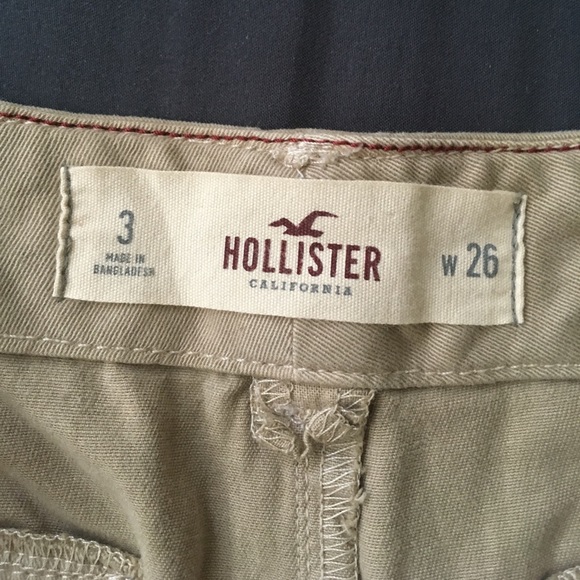 3
MADE IN
BANGLADESH
HOLLISTER
CALIFORNIA
W 26